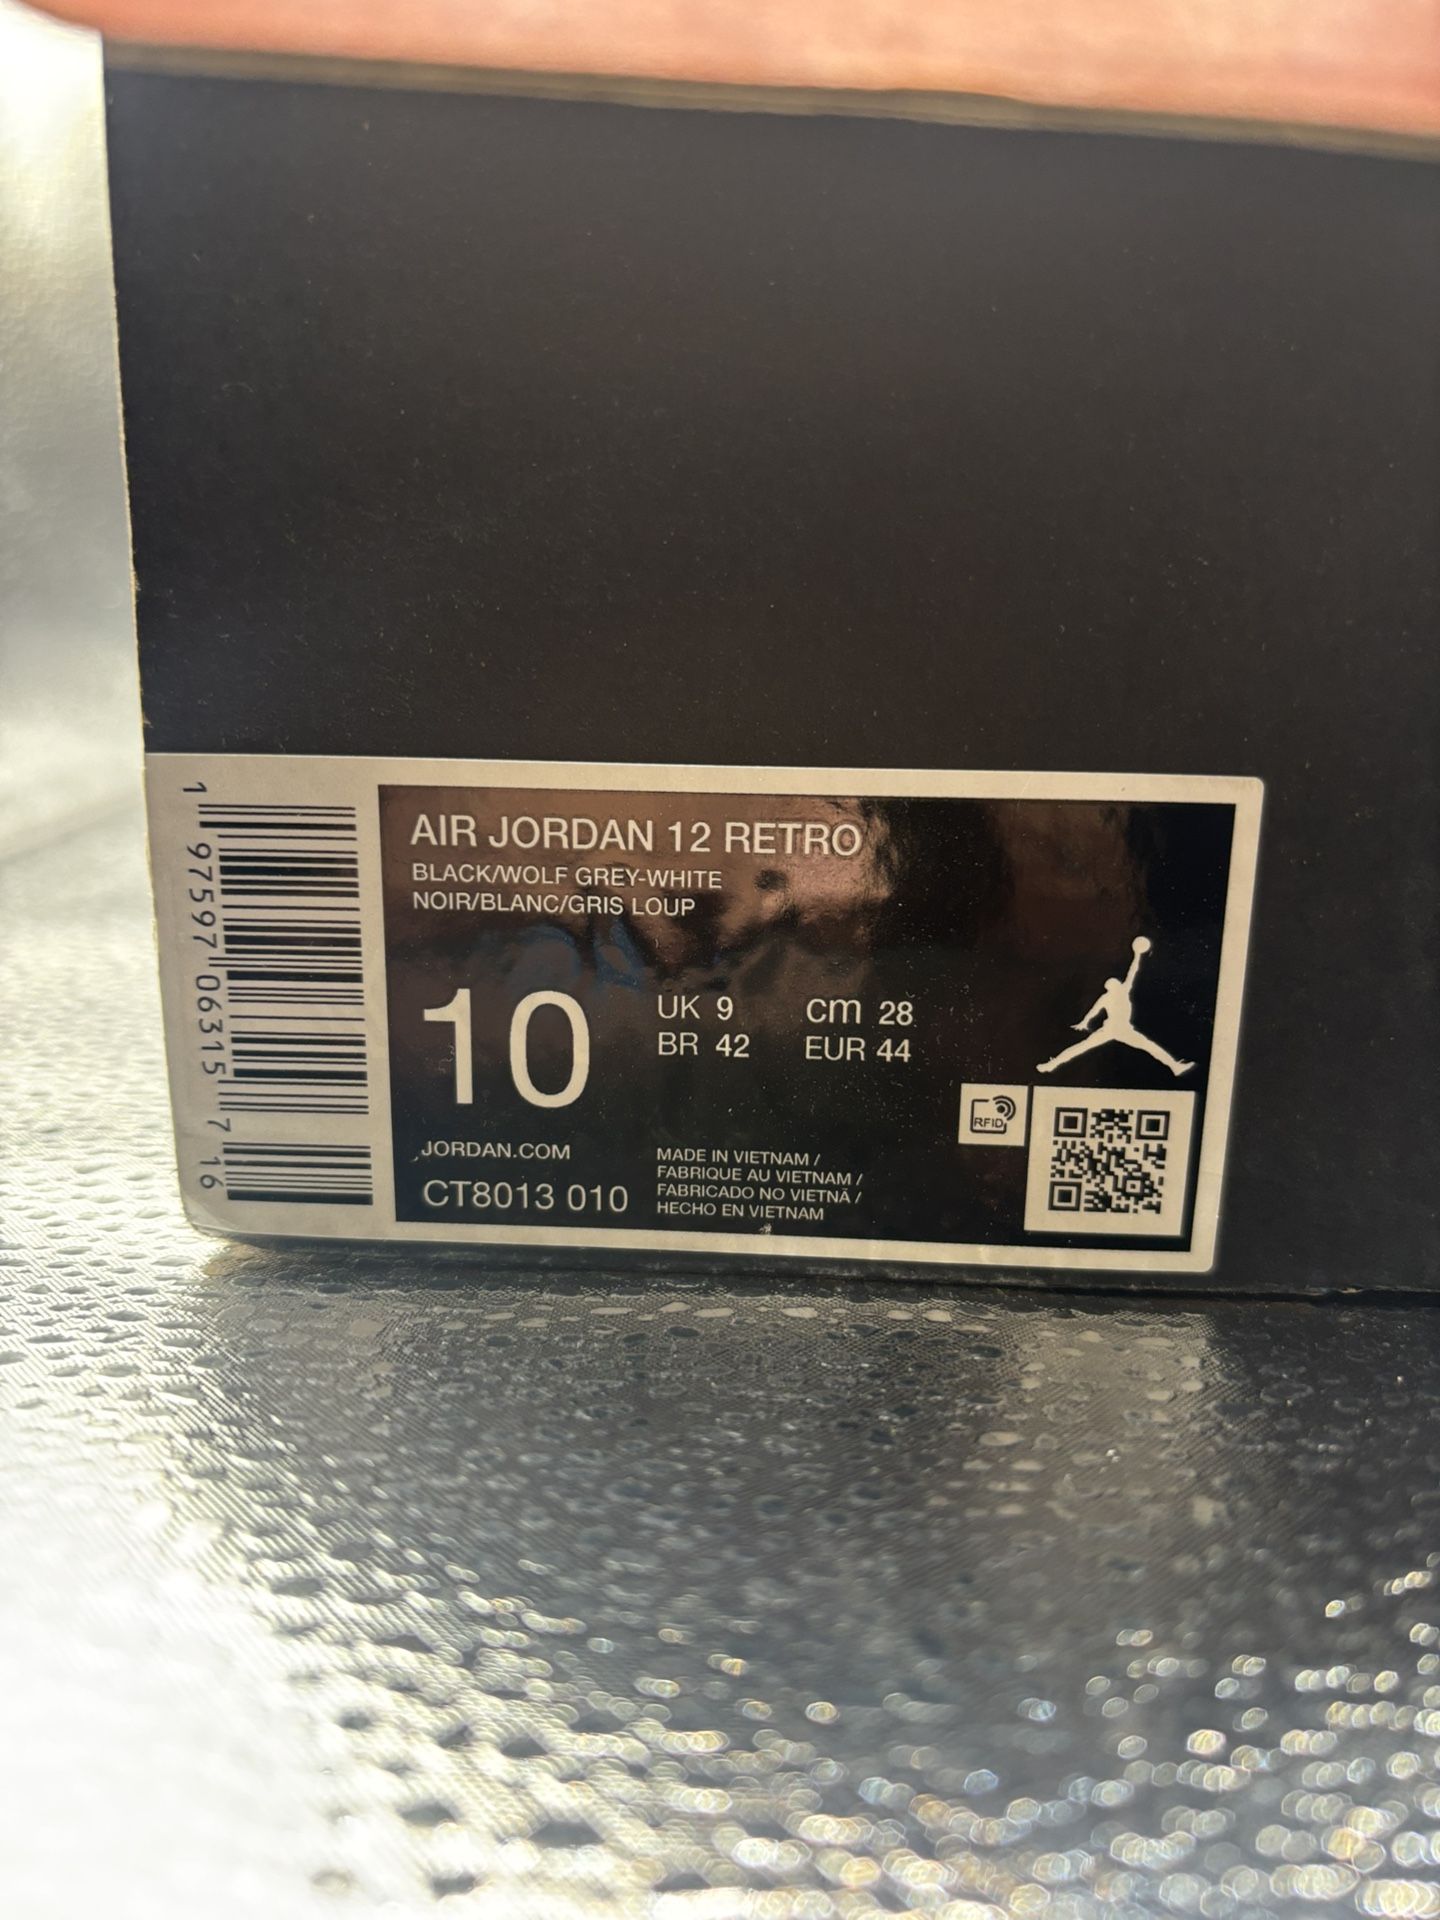 1 97597 06315 7 16
AIR JORDAN 12 RETRO
BLACK/WOLF GREY-WHITE
NOIR/BLANC/GRIS LOUP
10
UK 9
cm 28
BR 42
EUR 44
RFID
JORDAN.COM
CT8013 010
MADE IN VIETNAM /
FABRIQUE AU VIETNAM /
FABRICADO NO VIETNÃ /
HECHO EN VIETNAM